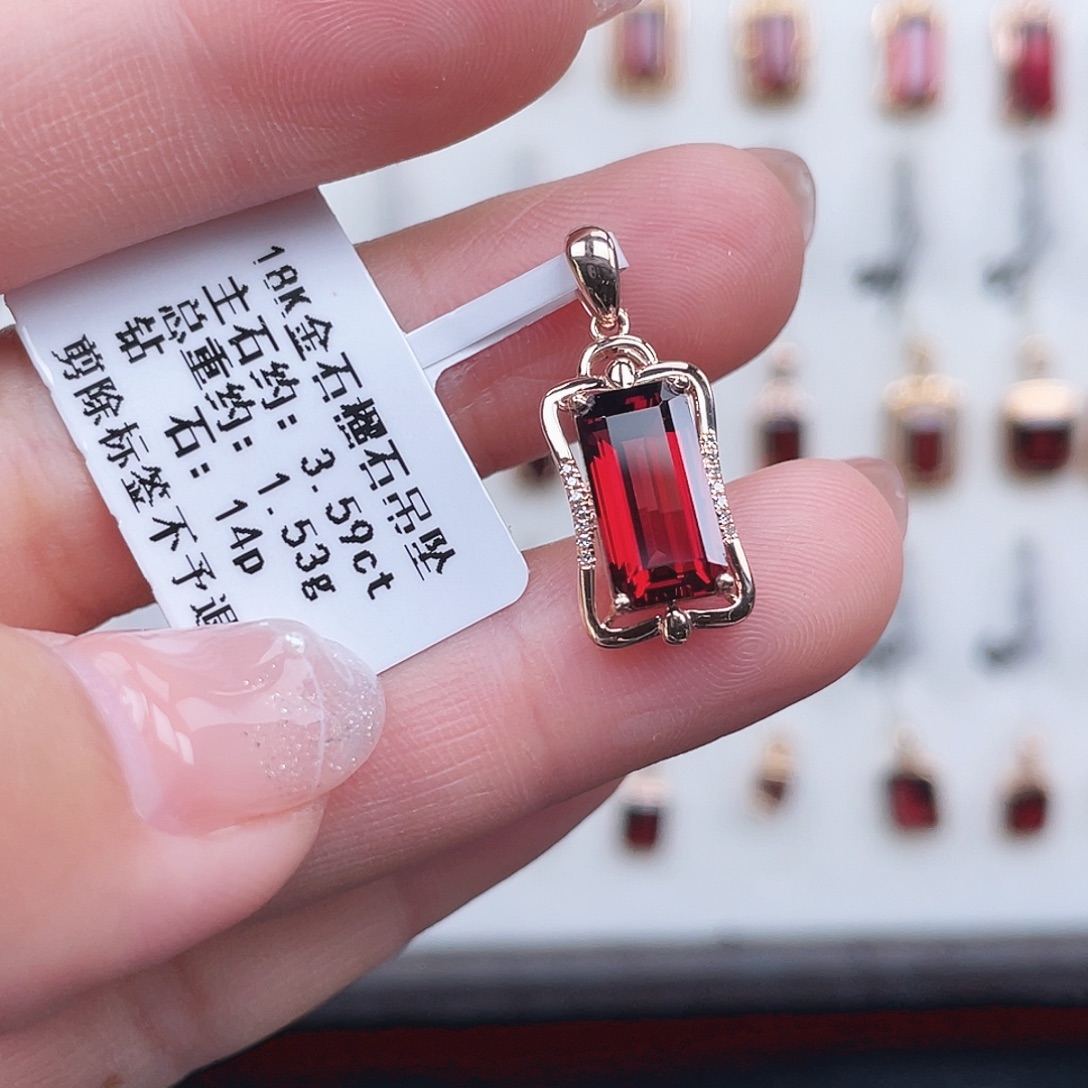 18K金石榴石吊坠
主石约: 3.59ct
总重约: 1.53g
钻 石: 14p
剪除标签不予退